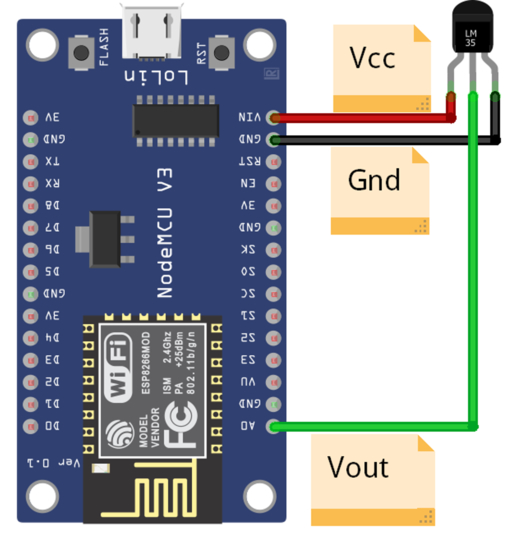 FLASH
RST
LoLin
LM
35
Vcc
3V
GND
TX
RX
D8
D7
D6
D5
GND
3V
D4
D3
D2
D1
D0
VIN
GND
RST
EN
3V
GND
SK
SO
SC
S1
S2
S3
VU
GND
A0
Gnd
NodeMCU V3
WiFi
ESP8266MOD
MODEL
VENDOR
ISM 2.4Ghz
PA +25dBm
802.11b/g/n
FC
Ver 0.1
Vout